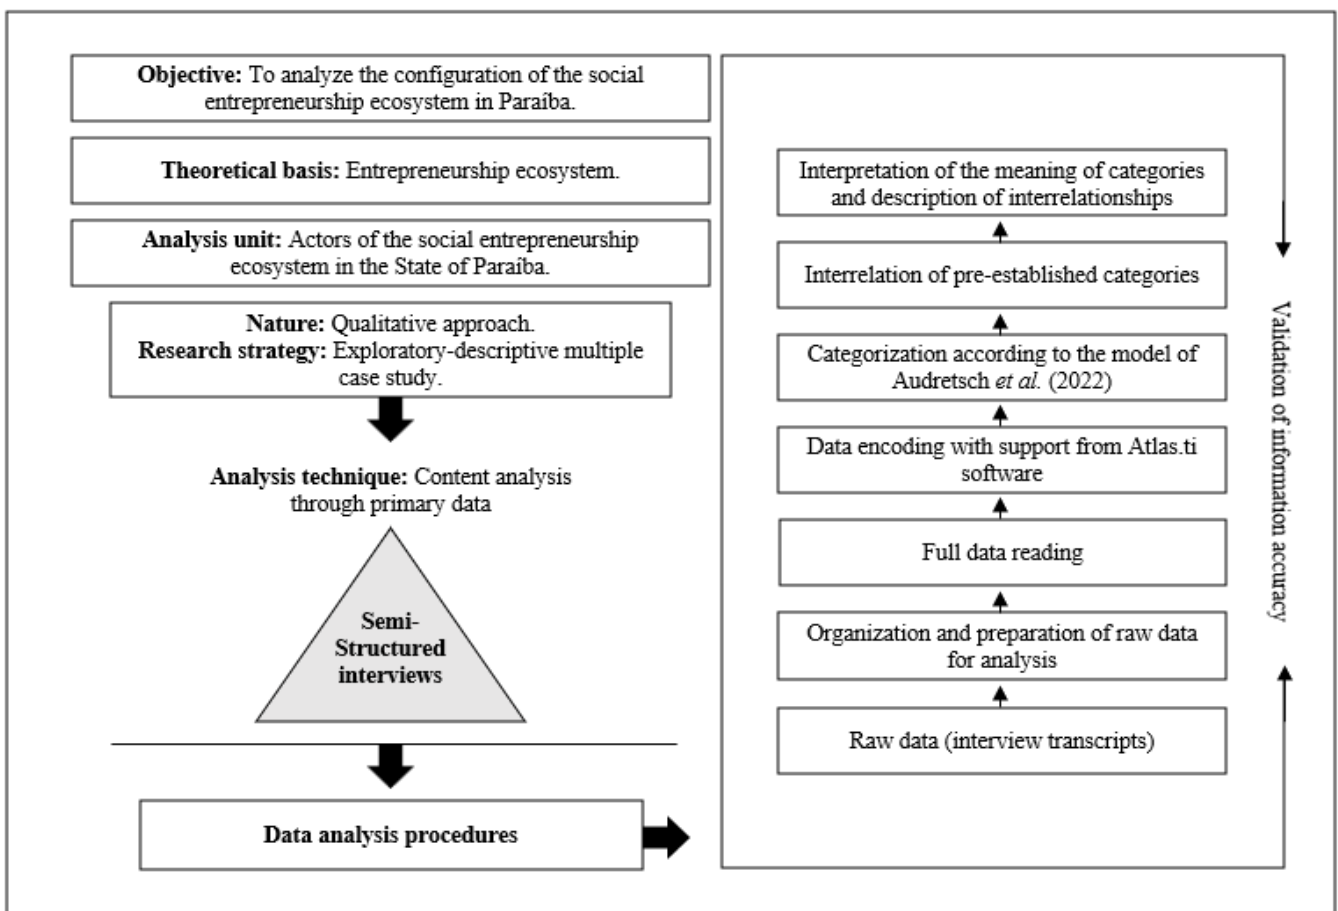 Objective: To analyze the configuration of the social
entrepreneurship ecosystem in Paraíba.
Theoretical basis: Entrepreneurship ecosystem.
Analysis unit: Actors of the social entrepreneurship
ecosystem in the State of Paraíba.
Nature: Qualitative approach.
Research strategy: Exploratory-descriptive multiple
case study.
Analysis technique: Content analysis
through primary data
Semi-
Structured
interviews
Data analysis procedures
Interpretation of the meaning of categories
and description of interrelationships
Interrelation of pre-established categories
Categorization according to the model of
Audretsch et al. (2022)
Data encoding with support from Atlas.ti
software
Full data reading
Organization and preparation of raw data
for analysis
Raw data (interview transcripts)
Validation of information accuracy